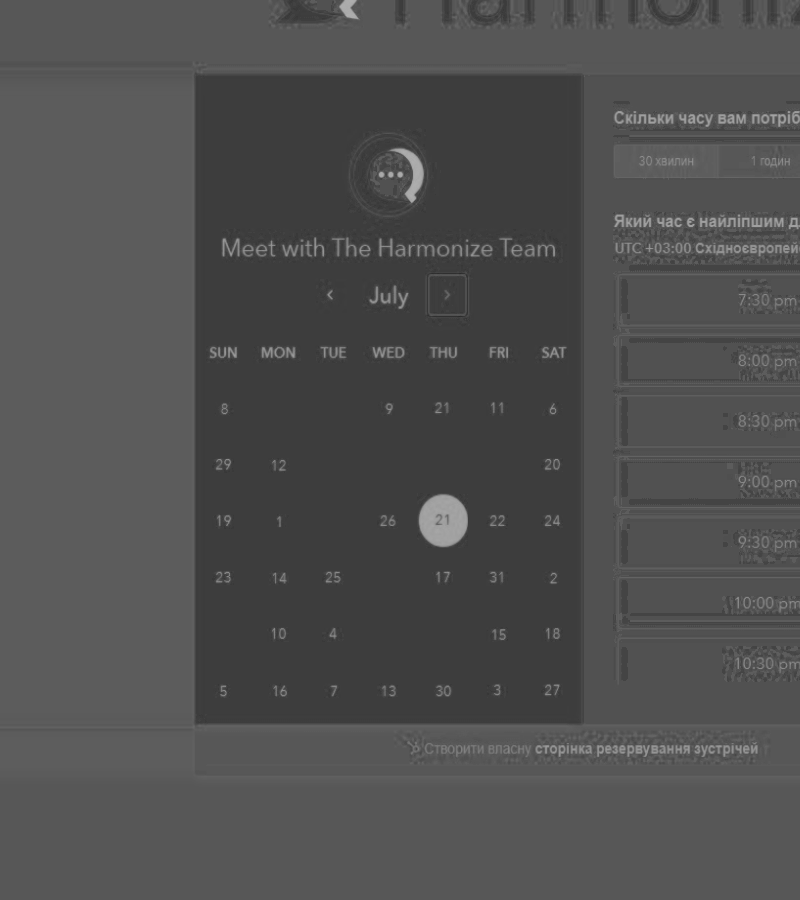 Harmoniz
Meet with The Harmonize Team
July
SUN MON TUE WED THU FRI SAT
8 9 21 11 6
29 12 20
19 1 26 21 22 24
23 14 25 17 31 2
10 4 15 18
5 16 7 13 30 3 27
Скільки часу вам потріб
30 хвилин 1 годин
Який час є найліпшим д
UTC +03:00 Східноєвропей
7:30 pm
8:00 pm
8:30 pm
9:00 pm
9:30 pm
10:00 pm
10:30 pm
Створити власну сторінка резервування зустрічей